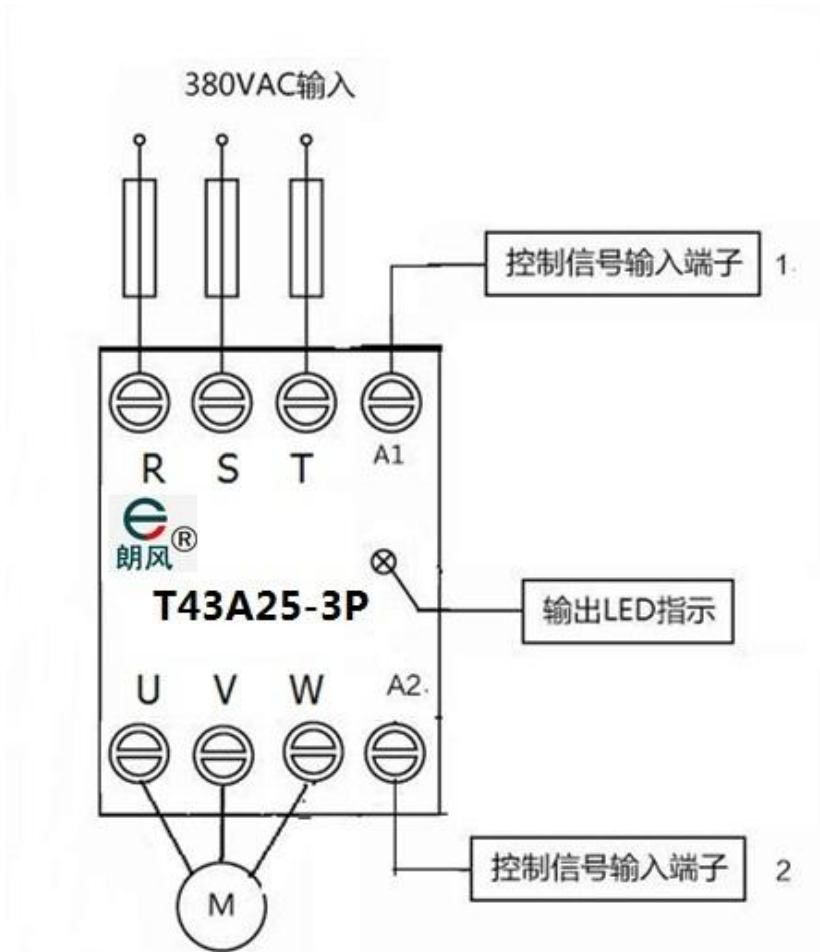 380VAC输入
控制信号输入端子 1.
R S T A1
朗风®
T43A25-3P
输出LED指示
U V W A2.
控制信号输入端子 2
M